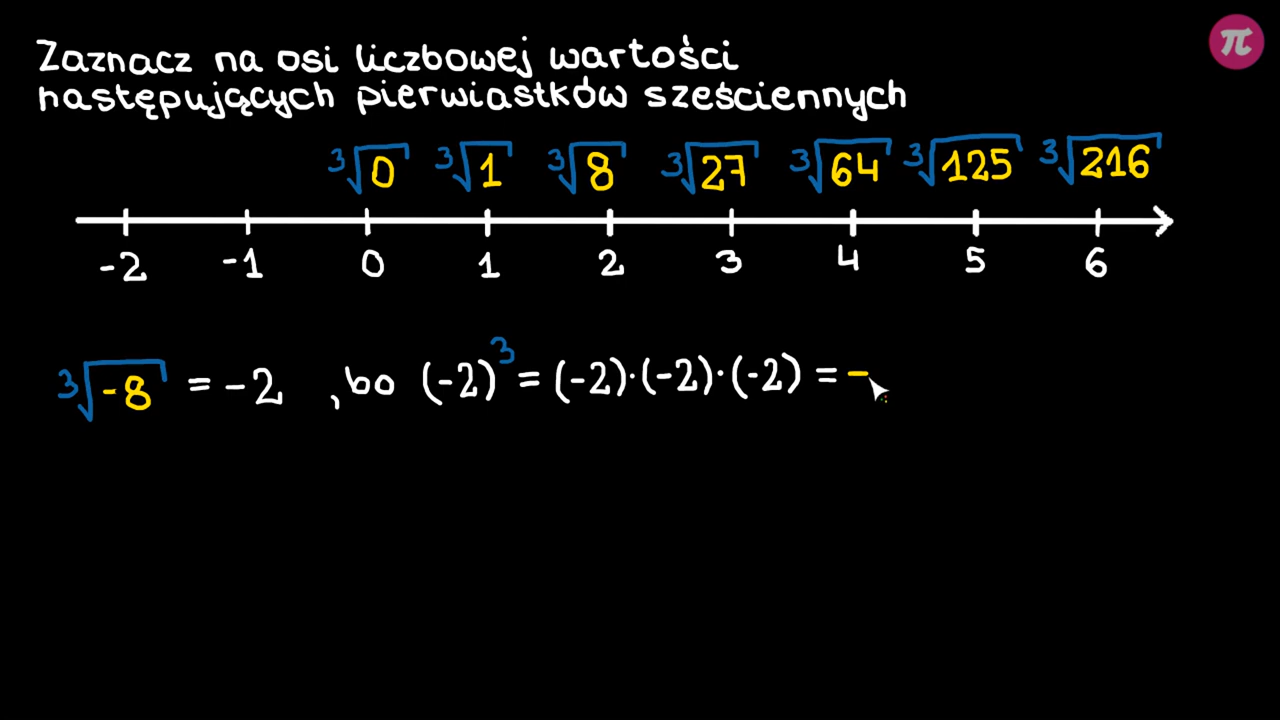 Zaznacz na osi liczbowej wartości
następujących pierwiastków sześciennych
π
∛0 ∛1 ∛8 ∛27 ∛64 ∛125 ∛216
-2 -1 0 1 2 3 4 5 6
∛-8 = -2 , bo (-2)³ = (-2)·(-2)·(-2) = -